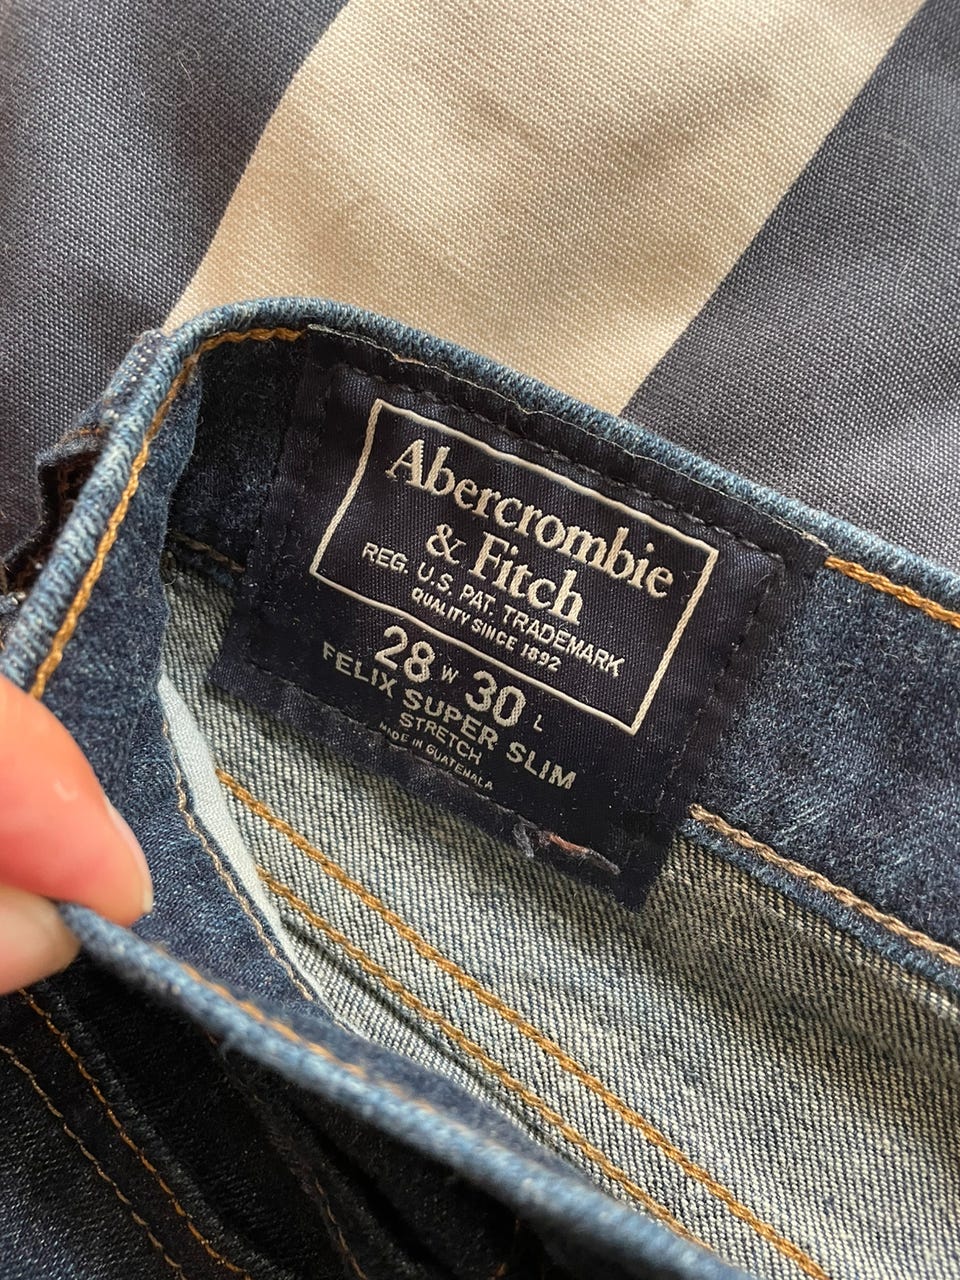 Abercrombie
& Fitch
REG. U.S. PAT. TRADEMARK
QUALITY SINCE 1892
28 W 30 L
FELIX SUPER SLIM
STRETCH
MADE IN GUATEMALA